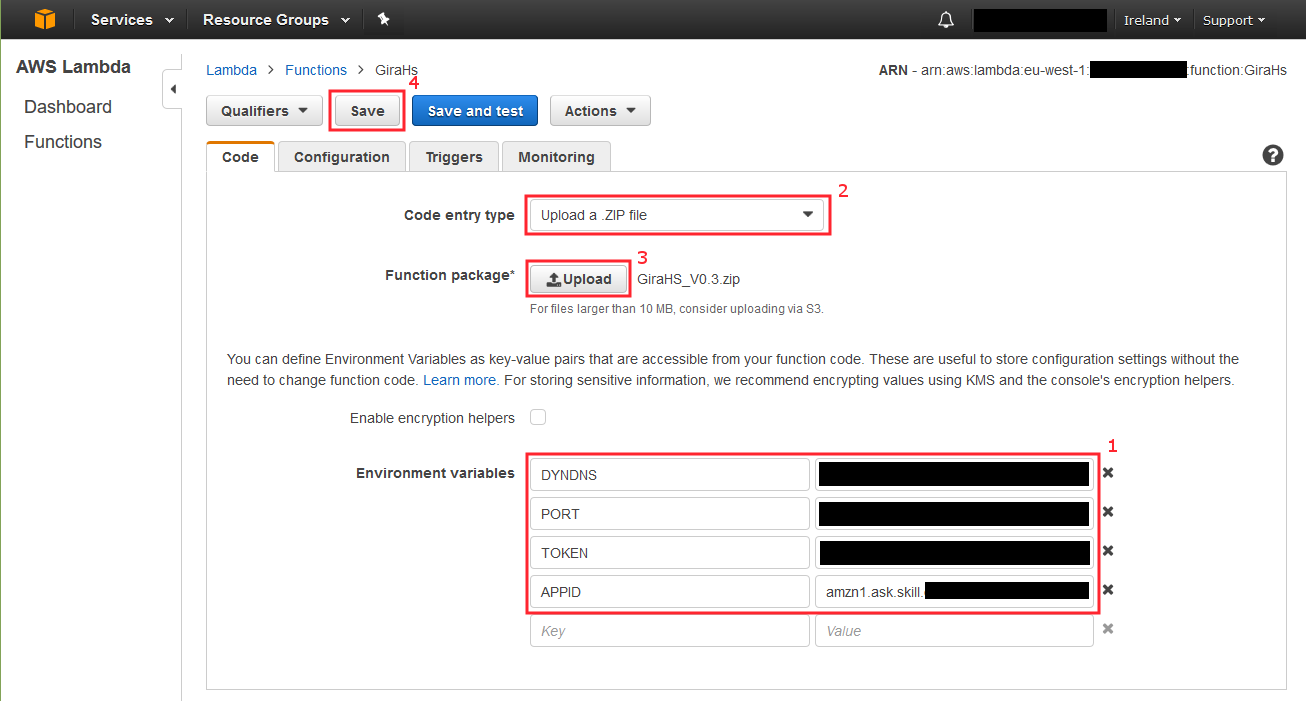 Services Resource Groups Ireland Support
AWS Lambda
Dashboard
Functions
Lambda > Functions > GiraHs
ARN - arn:aws:lambda:eu-west-1: :function:GiraHs
4
Qualifiers Save Save and test Actions
Code Configuration Triggers Monitoring ?
2
Code entry type Upload a .ZIP file
3
Function package* Upload GiraHS_V0.3.zip
For files larger than 10 MB, consider uploading via S3.
You can define Environment Variables as key-value pairs that are accessible from your function code. These are useful to store configuration settings without the
need to change function code. Learn more. For storing sensitive information, we recommend encrypting values using KMS and the console's encryption helpers.
Enable encryption helpers
1
Environment variables DYNDNS
PORT
TOKEN
APPID amzn1.ask.skill.
Key Value